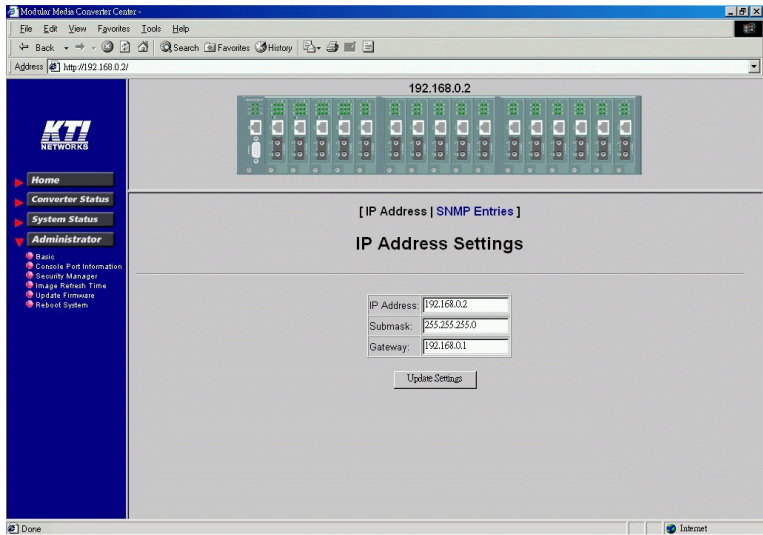 Modular Media Converter Center -
File Edit View Favorites Tools Help
Back Search Favorites History
Address http://192.168.0.2/
192.168.0.2
KTI
NETWORKS
Home
Converter Status
System Status
Administrator
Basic
Console Port Information
Security Manager
Image Refresh Time
Update Firmware
Reboot System
[ IP Address | SNMP Entries ]
IP Address Settings
IP Address: 192.168.0.2
Submask: 255.255.255.0
Gateway: 192.168.0.1
Update Settings
Done Internet